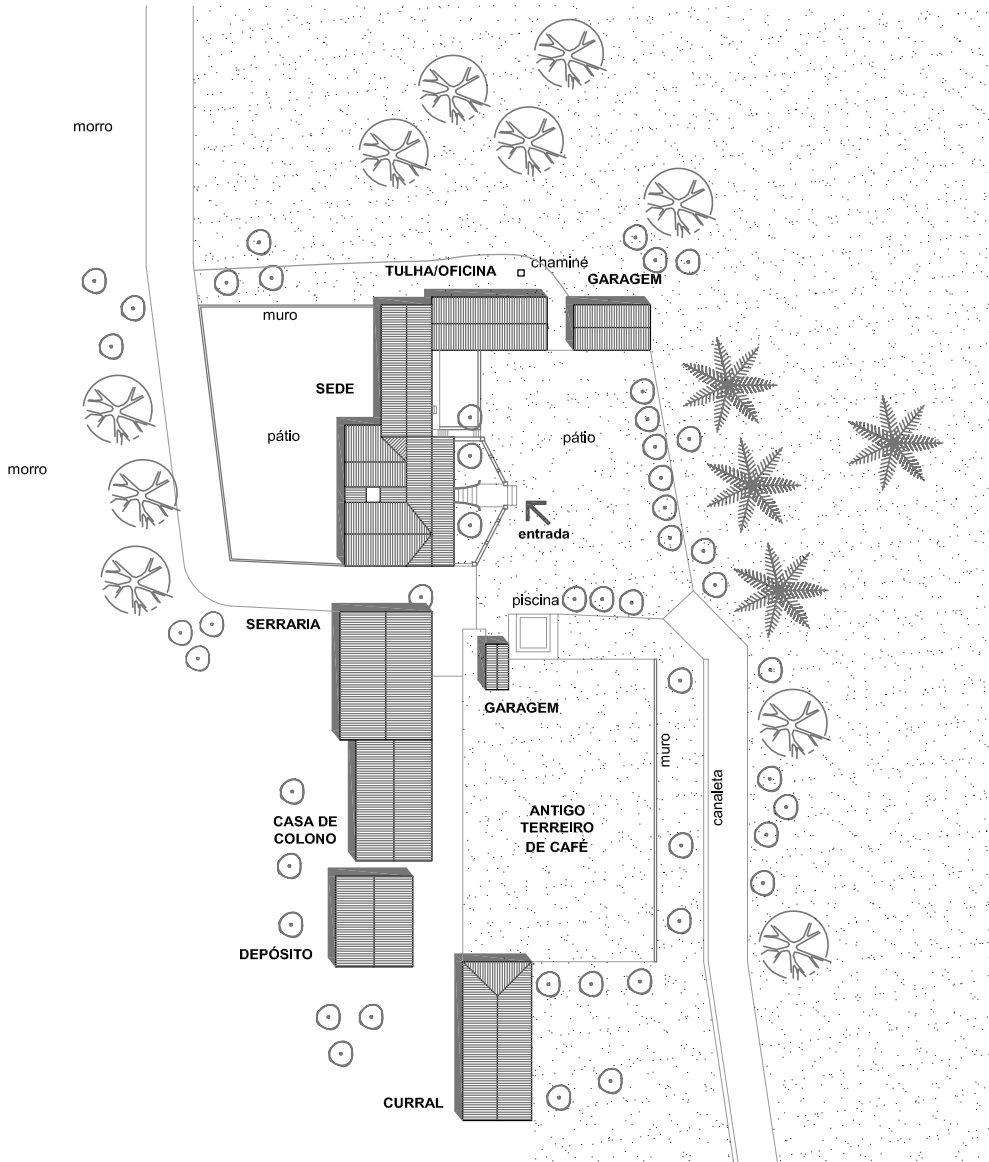 morro
chaminé
TULHA/OFICINA
GARAGEM
muro
SEDE
pátio
pátio
morro
entrada
piscina
SERRARIA
GARAGEM
muro
canaleta
ANTIGO
TERREIRO
DE CAFÉ
CASA DE
COLONO
DEPÓSITO
CURRAL